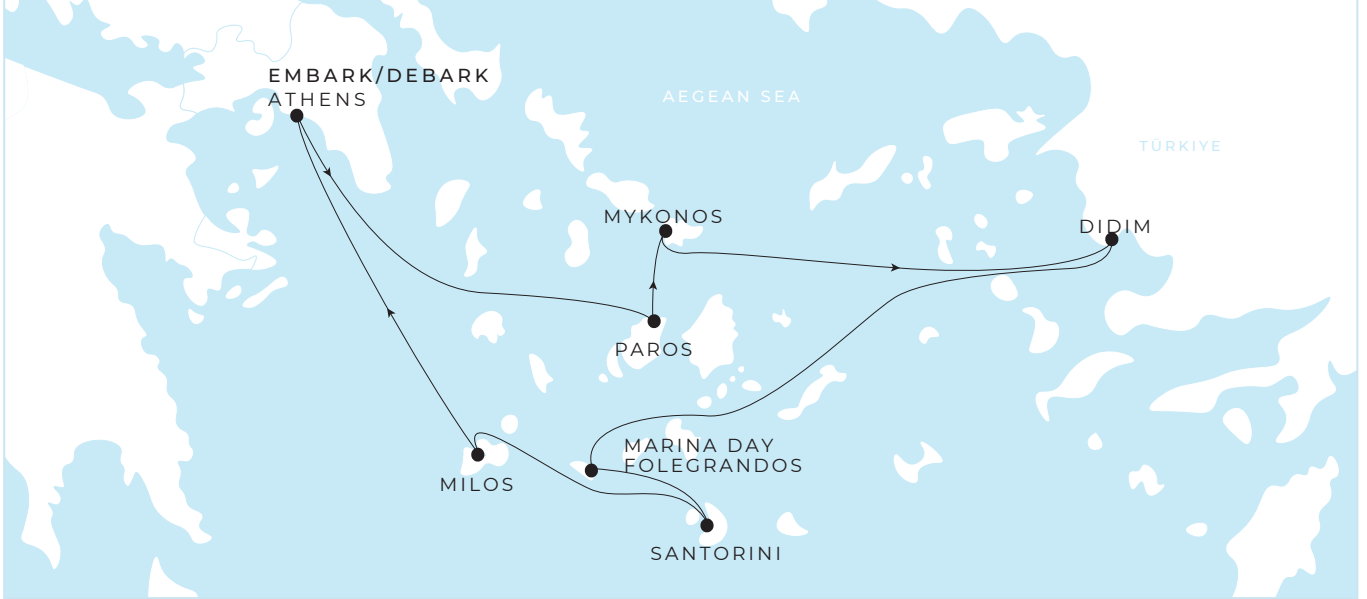 EMBARK/DEBARK
ATHENS
AEGEAN SEA
TÜRKIYE
MYKONOS
DIDIM
PAROS
MARINA DAY
FOLEGRANDOS
MILOS
SANTORINI